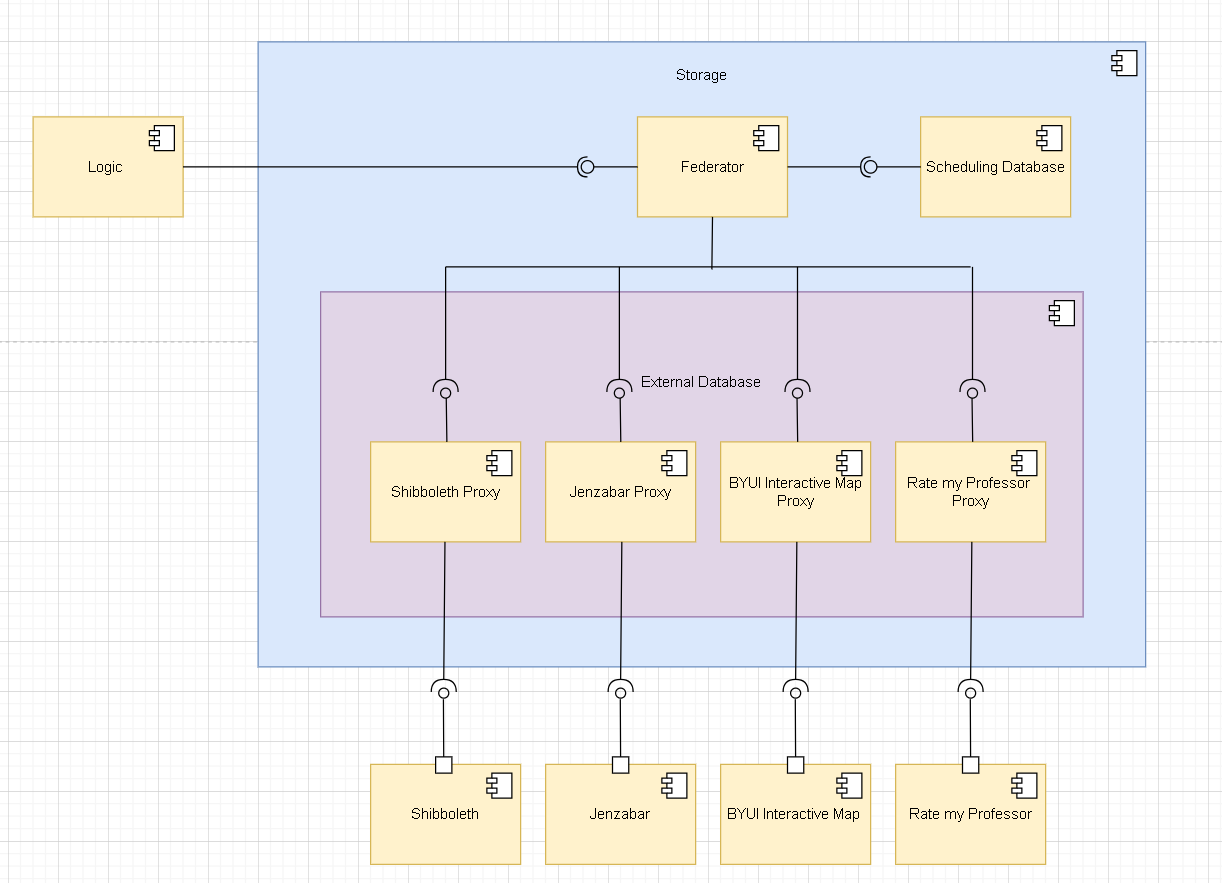 Storage
Logic
Federator
Scheduling Database
External Database
Shibboleth Proxy
Jenzabar Proxy
BYUI Interactive Map
Proxy
Rate my Professor
Proxy
Shibboleth
Jenzabar
BYUI Interactive Map
Rate my Professor